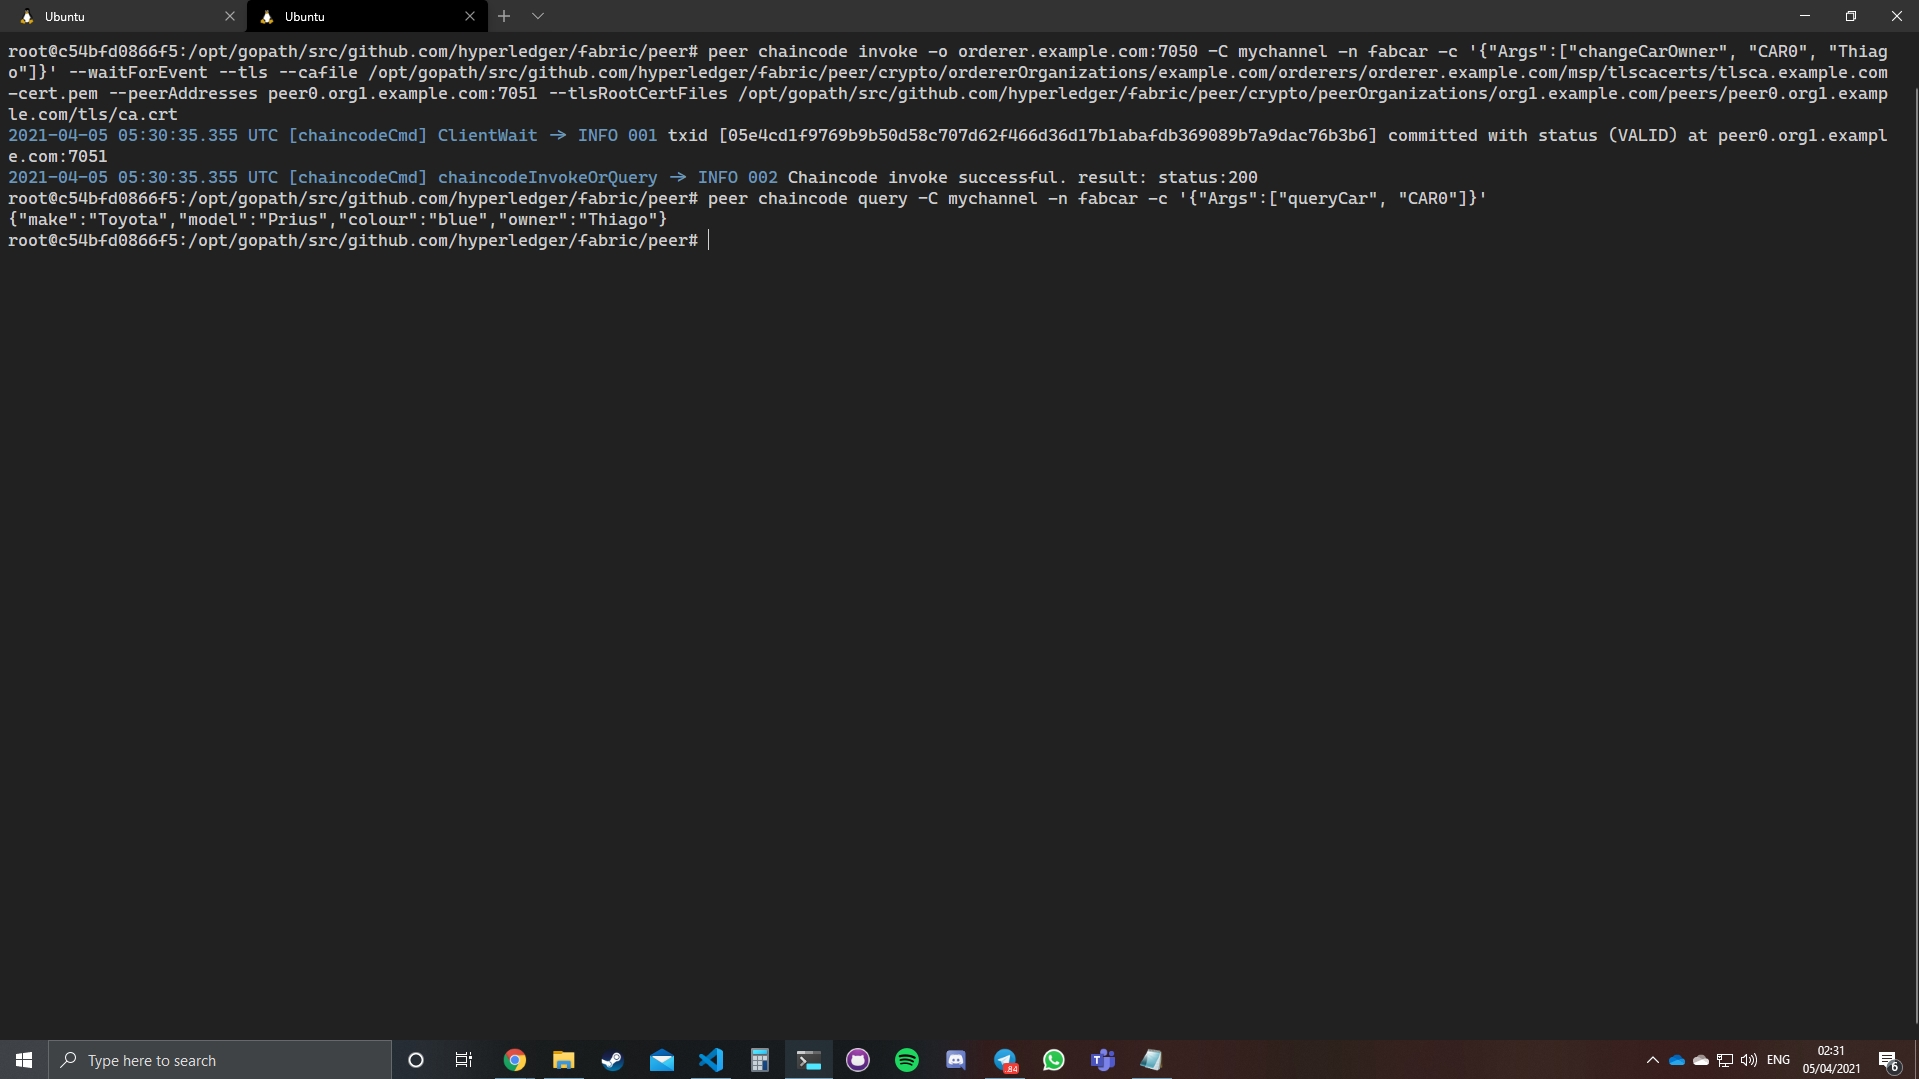 Ubuntu
Ubuntu
root@c54bfd0866f5:/opt/gopath/src/github.com/hyperledger/fabric/peer# peer chaincode invoke -o orderer.example.com:7050 -C mychannel -n fabcar -c '{"Args":["changeCarOwner", "CAR0", "Thiag
o"]}' --waitForEvent --tls --cafile /opt/gopath/src/github.com/hyperledger/fabric/peer/crypto/ordererOrganizations/example.com/orderers/orderer.example.com/msp/tlscacerts/tlsca.example.com
-cert.pem --peerAddresses peer0.org1.example.com:7051 --tlsRootCertFiles /opt/gopath/src/github.com/hyperledger/fabric/peer/crypto/peerOrganizations/org1.example.com/peers/peer0.org1.examp
le.com/tls/ca.crt
2021-04-05 05:30:35.355 UTC [chaincodeCmd] ClientWait -> INFO 001 txid [05e4cd1f9769b9b50d58c707d62f466d36d17b1abafdb369089b7a9dac76b3b6] committed with status (VALID) at peer0.org1.exampl
e.com:7051
2021-04-05 05:30:35.355 UTC [chaincodeCmd] chaincodeInvokeOrQuery -> INFO 002 Chaincode invoke successful. result: status:200
root@c54bfd0866f5:/opt/gopath/src/github.com/hyperledger/fabric/peer# peer chaincode query -C mychannel -n fabcar -c '{"Args":["queryCar", "CAR0"]}'
{"make":"Toyota","model":"Prius","colour":"blue","owner":"Thiago"}
root@c54bfd0866f5:/opt/gopath/src/github.com/hyperledger/fabric/peer#
Type here to search
84
ENG
02:31
05/04/2021
6